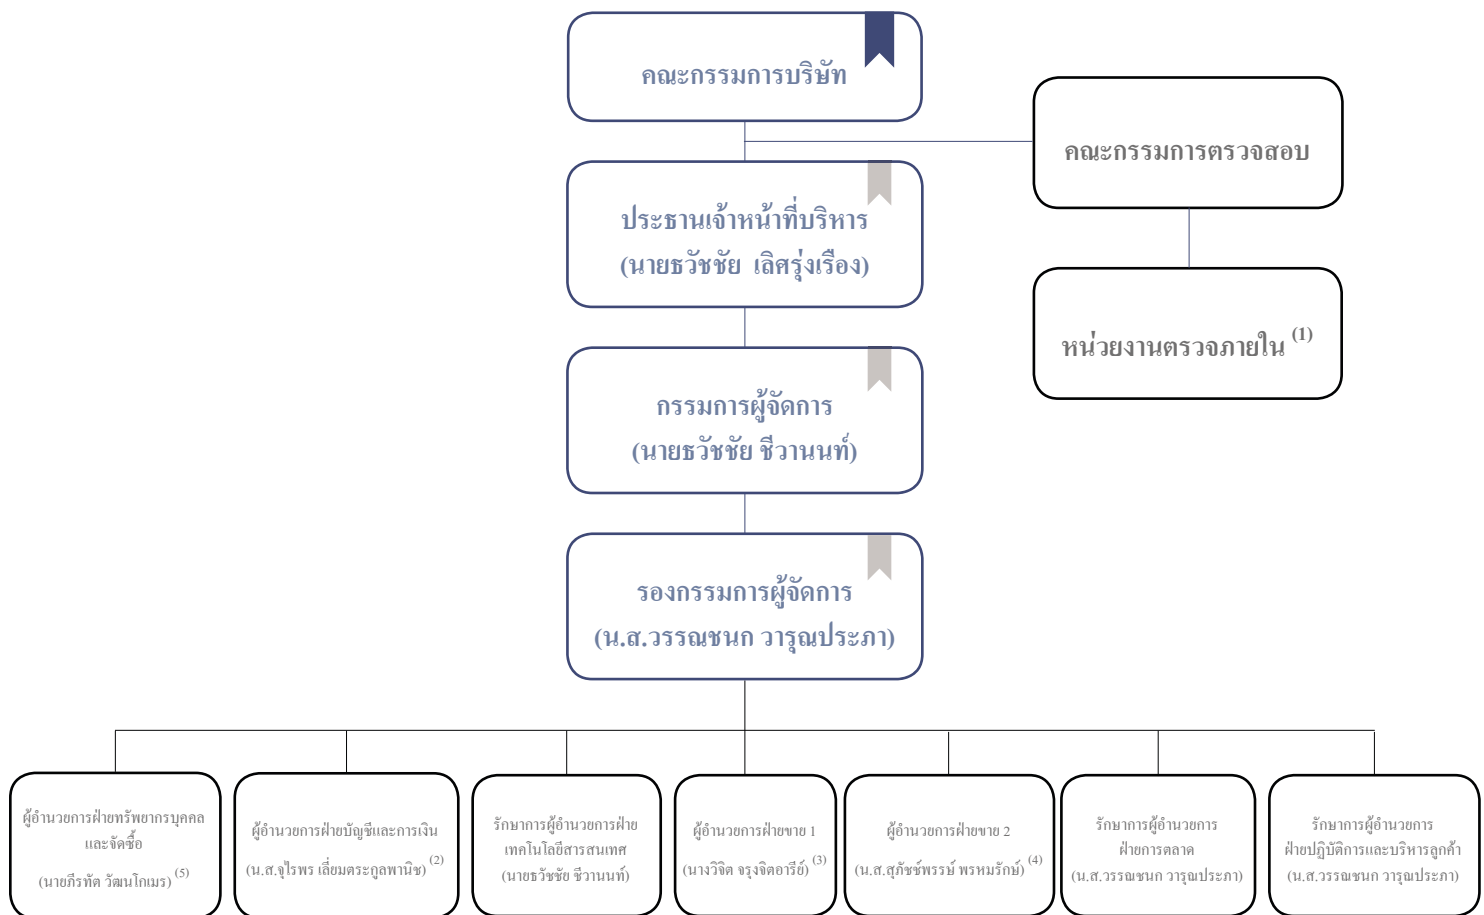 คณะกรรมการบริษัท
คณะกรรมการตรวจสอบ
ประธานเจ้าหน้าที่บริหาร
(นายธวัชชัย เลิศรุ่งเรือง)
หน่วยงานตรวจภายใน (1)
กรรมการผู้จัดการ
(นายธวัชชัย ชีวานนท์)
รองกรรมการผู้จัดการ
(น.ส.วรรณชนก วารุณประภา)
ผู้อำนวยการฝ่ายทรัพยากรบุคคล
และจัดซื้อ
(นายภีรทัต วัฒนโกเมร) (5)
ผู้อำนวยการฝ่ายบัญชีและการเงิน
(น.ส.จุไรพร เลี่ยมตระกูลพานิช) (2)
รักษาการผู้อำนวยการฝ่าย
เทคโนโลยีสารสนเทศ
(นายธวัชชัย ชีวานนท์)
ผู้อำนวยการฝ่ายขาย 1
(นางวิจิต จรุงจิตอารีย์) (3)
ผู้อำนวยการฝ่ายขาย 2
(น.ส.สุภัชช์พรรษ์ พรหมรักษ์) (4)
รักษาการผู้อำนวยการ
ฝ่ายการตลาด
(น.ส.วรรณชนก วารุณประภา)
รักษาการผู้อำนวยการ
ฝ่ายปฏิบัติการและบริหารลูกค้า
(น.ส.วรรณชนก วารุณประภา)